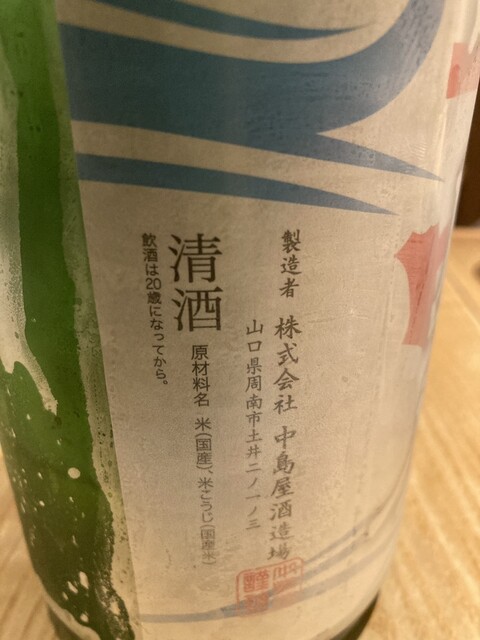 製造者 株式会社 中島屋酒造場
山口県周南市土井二ノ一ノ三
清酒 原材料名 米(国産)、米こうじ(国産米)
飲酒は20歳になってから。